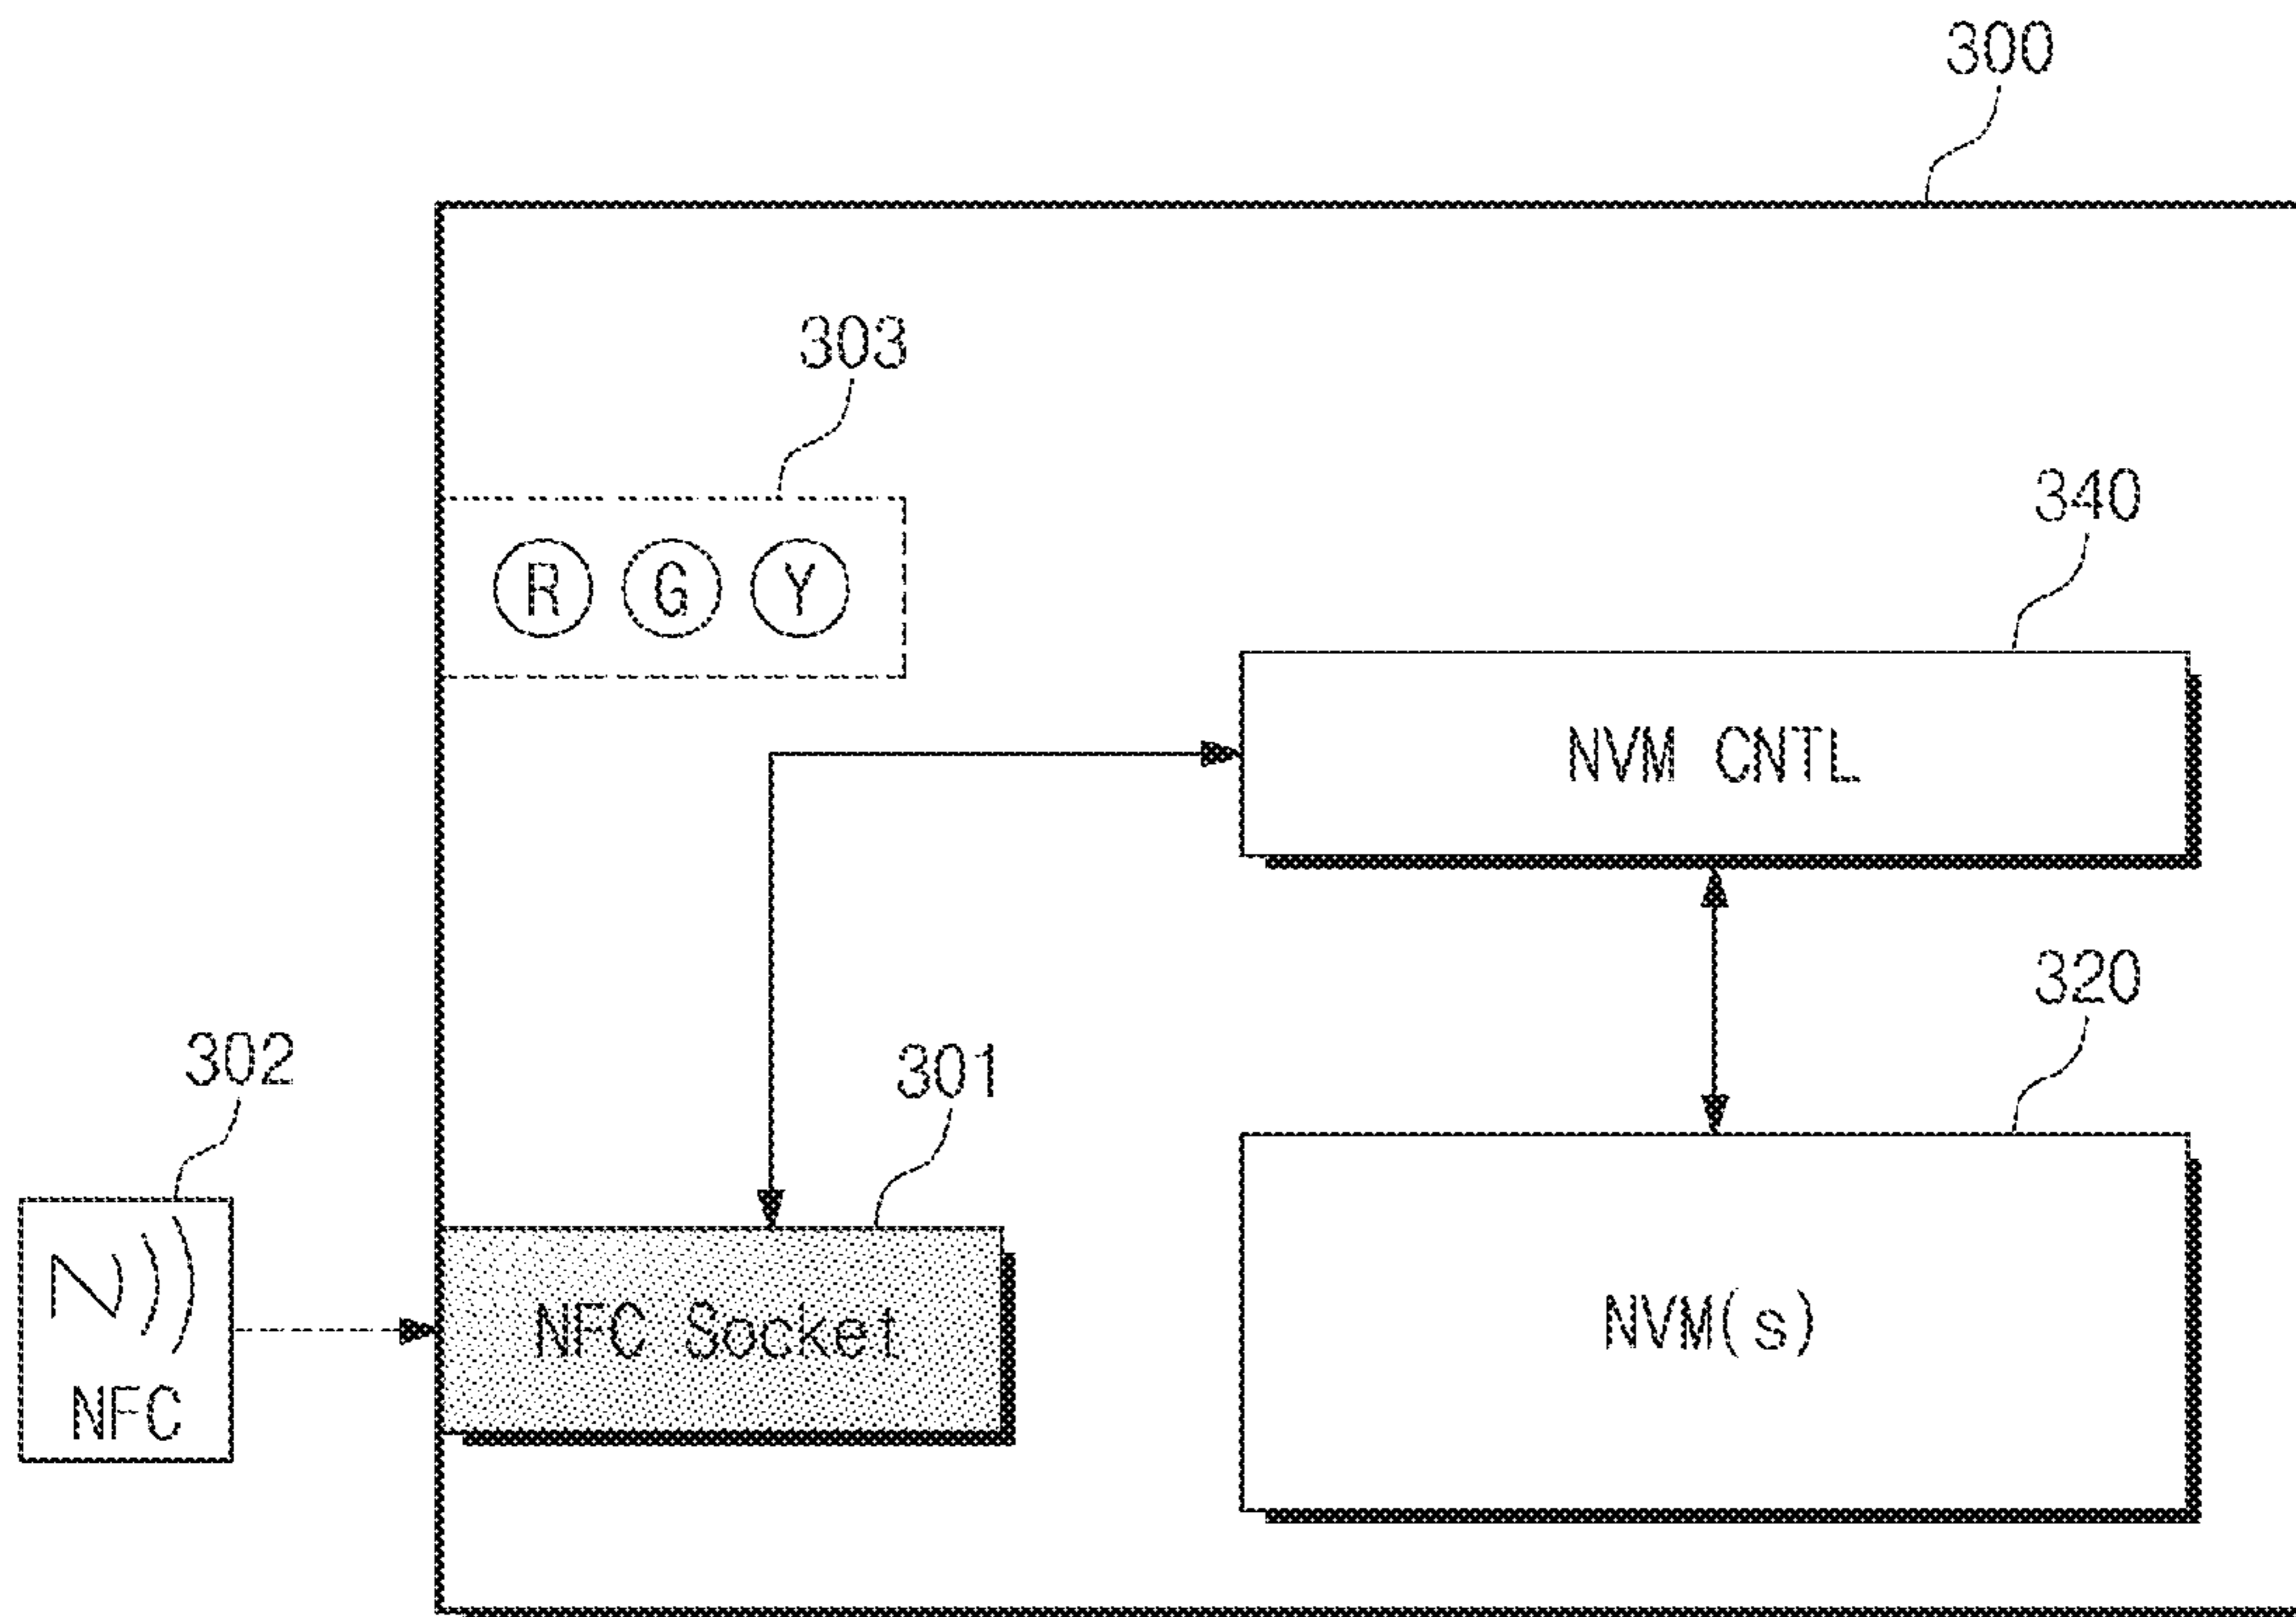 300
303
340
R G Y
NVM CNTL
320
302
301
NFC Socket
NVM(s)
N
NFC